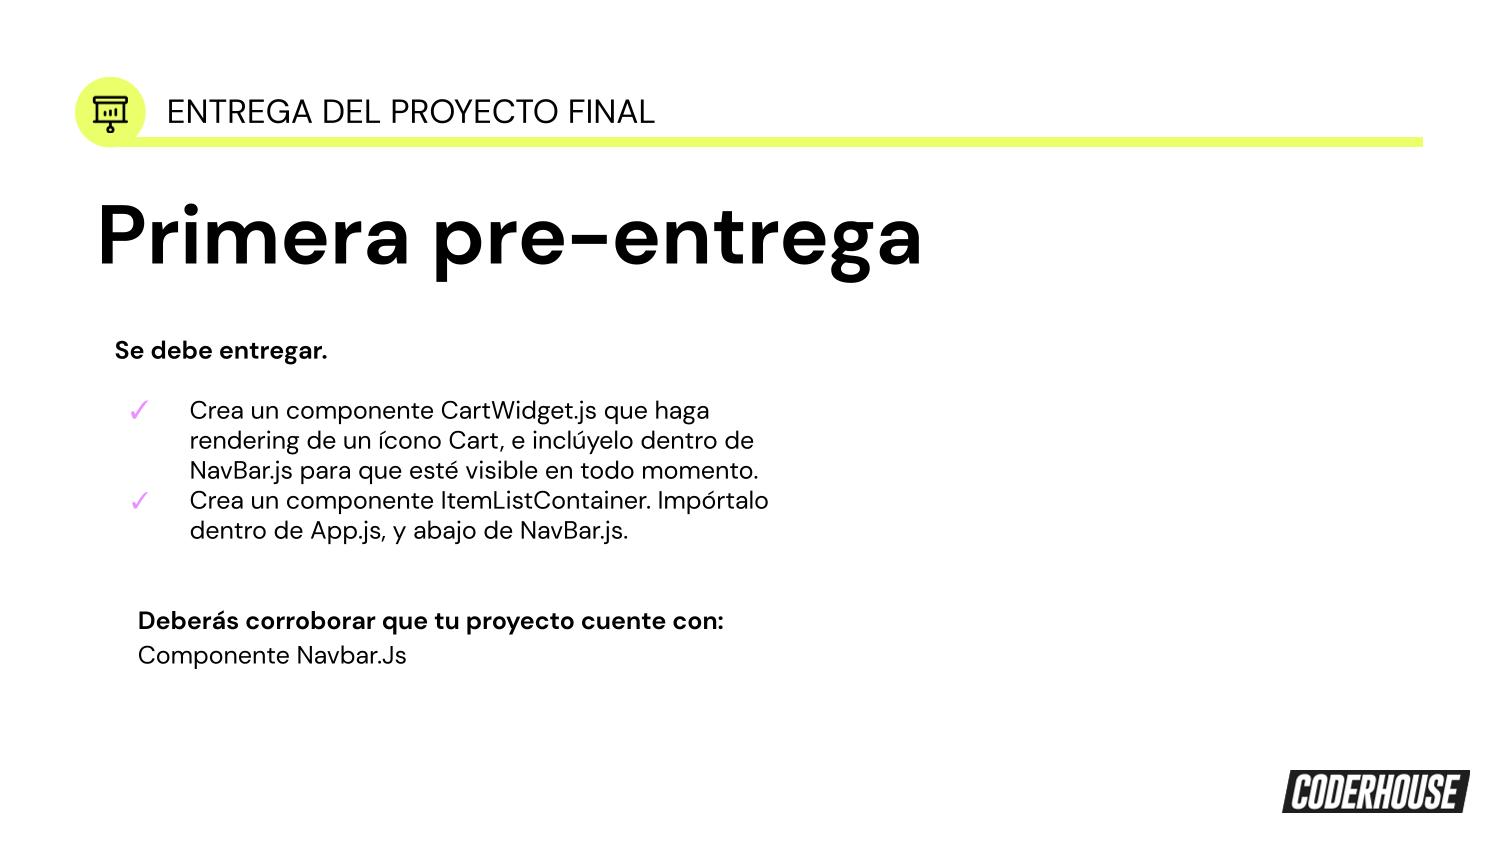 ENTREGA DEL PROYECTO FINAL
Primera pre-entrega
Se debe entregar.
✓ Crea un componente CartWidget.js que haga
rendering de un ícono Cart, e inclúyelo dentro de
NavBar.js para que esté visible en todo momento.
✓ Crea un componente ItemListContainer. Impórtalo
dentro de App.js, y abajo de NavBar.js.
Deberás corroborar que tu proyecto cuente con:
Componente Navbar.Js
CODERHOUSE